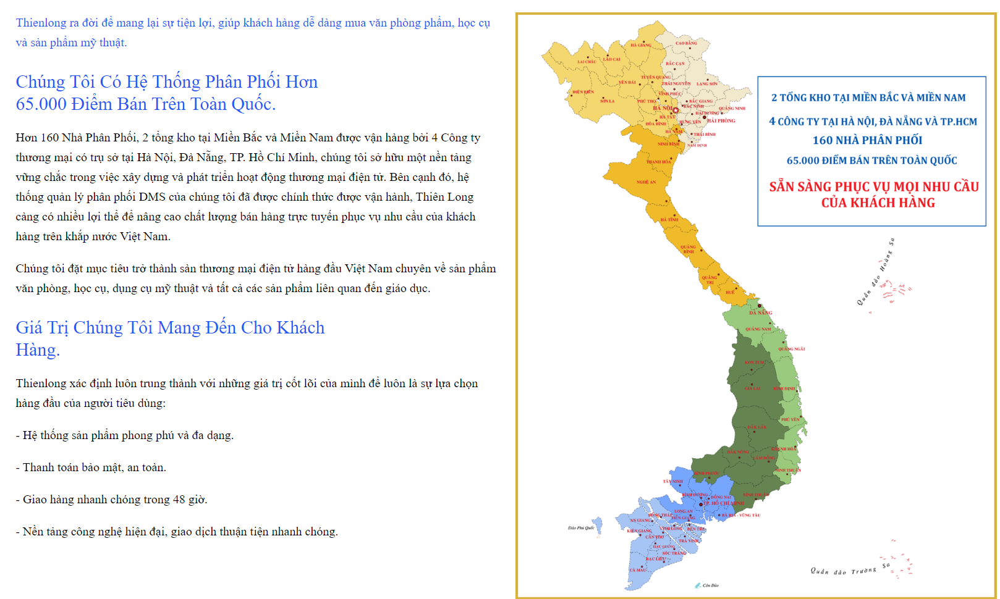 Thienlong ra đời để mang lại sự tiện lợi, giúp khách hàng dễ dàng mua văn phòng phẩm, học cụ
và sản phẩm mỹ thuật.
Chúng Tôi Có Hệ Thống Phân Phối Hơn
65.000 Điểm Bán Trên Toàn Quốc.
Hơn 160 Nhà Phân Phối, 2 tổng kho tại Miền Bắc và Miền Nam được vận hàng bởi 4 Công ty
thương mại có trụ sở tại Hà Nội, Đà Nẵng, TP. Hồ Chí Minh, chúng tôi sở hữu một nền tảng
vững chắc trong việc xây dựng và phát triển hoạt động thương mại điện tử. Bên cạnh đó, hệ
thống quản lý phân phối DMS của chúng tôi đã được chính thức được vận hành, Thiên Long
càng có nhiều lợi thế để nâng cao chất lượng bán hàng trực tuyến phục vụ nhu cầu của khách
hàng trên khắp nước Việt Nam.
Chúng tôi đặt mục tiêu trở thành sàn thương mại điện tử hàng đầu Việt Nam chuyên về sản phẩm
văn phòng, học cụ, dụng cụ mỹ thuật và tất cả các sản phẩm liên quan đến giáo dục.
Giá Trị Chúng Tôi Mang Đến Cho Khách
Hàng.
Thienlong xác định luôn trung thành với những giá trị cốt lõi của mình để luôn là sự lựa chọn
hàng đầu của người tiêu dùng:
- Hệ thống sản phẩm phong phú và đa dạng.
- Thanh toán bảo mật, an toàn.
- Giao hàng nhanh chóng trong 48 giờ.
- Nền tảng công nghệ hiện đại, giao dịch thuận tiện nhanh chóng.
2 TỔNG KHO TẠI MIỀN BẮC VÀ MIỀN NAM
4 CÔNG TY TẠI HÀ NỘI, ĐÀ NẴNG VÀ TP.HCM
160 NHÀ PHÂN PHỐI
65.000 ĐIỂM BÁN TRÊN TOÀN QUỐC
SẴN SÀNG PHỤC VỤ MỌI NHU CẦU
CỦA KHÁCH HÀNG
HÀ GIANG
CAO BẰNG
LAI CHÂU
LÀO CAI
BẮC CẠN
TUYÊN QUANG
YÊN BÁI
THÁI NGUYÊN
LẠNG SƠN
ĐIỆN BIÊN
SƠN LA
VĨNH PHÚC
PHÚ THỌ
BẮC GIANG
BẮC NINH
HÀ NỘI
QUẢNG NINH
HẢI DƯƠNG
HÀ TÂY
HẢI PHÒNG
HÒA BÌNH
HƯNG YÊN
HÀ NAM
THÁI BÌNH
NINH BÌNH
NAM ĐỊNH
THANH HÓA
NGHỆ AN
HÀ TĨNH
QUẢNG
BÌNH
QUẢNG
TRỊ
HUẾ
Quần đảo Hoàng Sa
ĐÀ NẴNG
QUẢNG NAM
QUẢNG NGÃI
KON TUM
GIA LAI
BÌNH ĐỊNH
PHÚ YÊN
ĐẮK LẮK
KHÁNH HÒA
ĐẮK NÔNG
LÂM ĐỒNG
NINH THUẬN
BÌNH PHƯỚC
TÂY NINH
BÌNH DƯƠNG
ĐỒNG NAI
BÌNH THUẬN
TP. HỒ CHÍ MINH
LONG AN
BÀ RỊA - VŨNG TÀU
ĐỒNG THÁP
TIỀN GIANG
AN GIANG
Đảo Phú Quốc
KIÊN GIANG
VĨNH LONG
BẾN TRE
CẦN THƠ
TRÀ VINH
HẬU GIANG
SÓC TRĂNG
BẠC LIÊU
CÀ MAU
Côn Đảo
Quần đảo Trường Sa